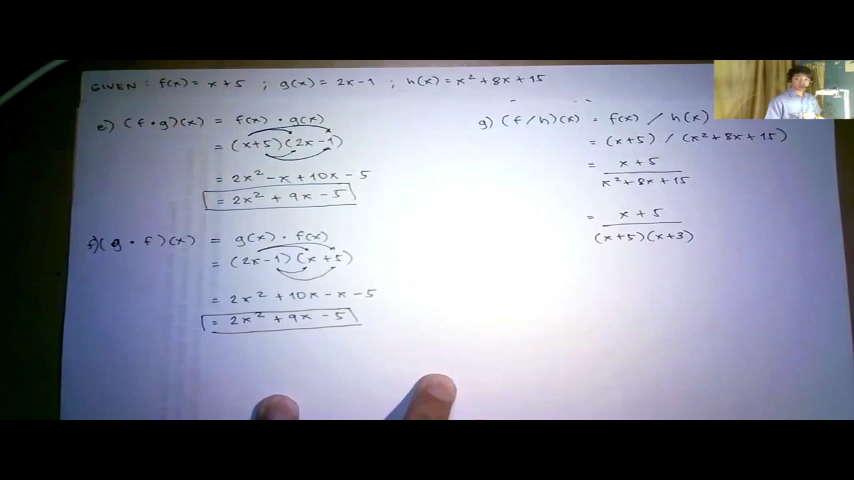 GIVEN : f(x) = x+5 ; g(x) = 2x-1 ; h(x) = x² + 8x + 15
e) (f · g)(x) = f(x) · g(x)
= (x+5)(2x-1)
= 2x² - x + 10x - 5
= 2x² + 9x - 5
f) (g · f)(x) = g(x) · f(x)
= (2x-1)(x+5)
= 2x² + 10x - x - 5
= 2x² + 9x - 5
g) (f/h)(x) = f(x) / h(x)
= (x+5) / (x² + 8x + 15)
= x+5
x² + 8x + 15
= x+5
(x+5)(x+3)